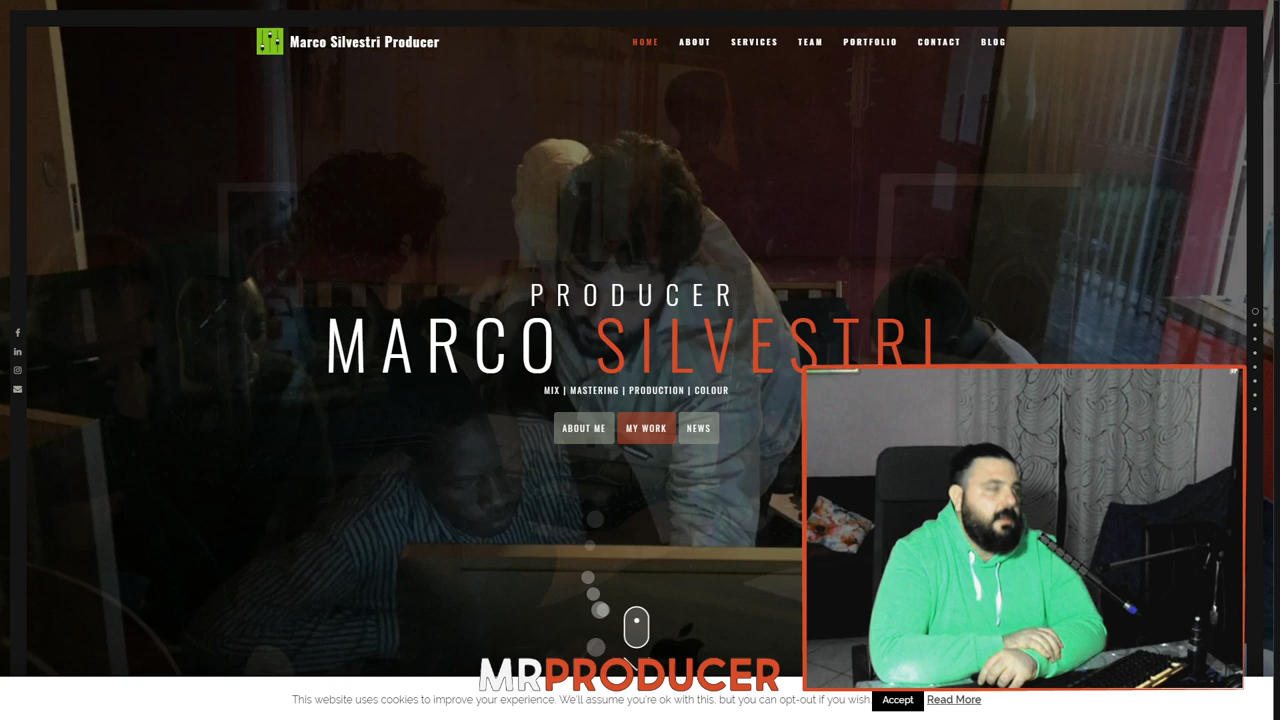 Marco Silvestri Producer
HOME ABOUT SERVICES TEAM PORTFOLIO CONTACT BLOG
PRODUCER
MARCO SILVESTRI
MIX | MASTERING | PRODUCTION | COLOUR
ABOUT ME MY WORK NEWS
MRPRODUCER
This website uses cookies to improve your experience. We'll assume you're ok with this, but you can opt-out if you wish. Accept Read More